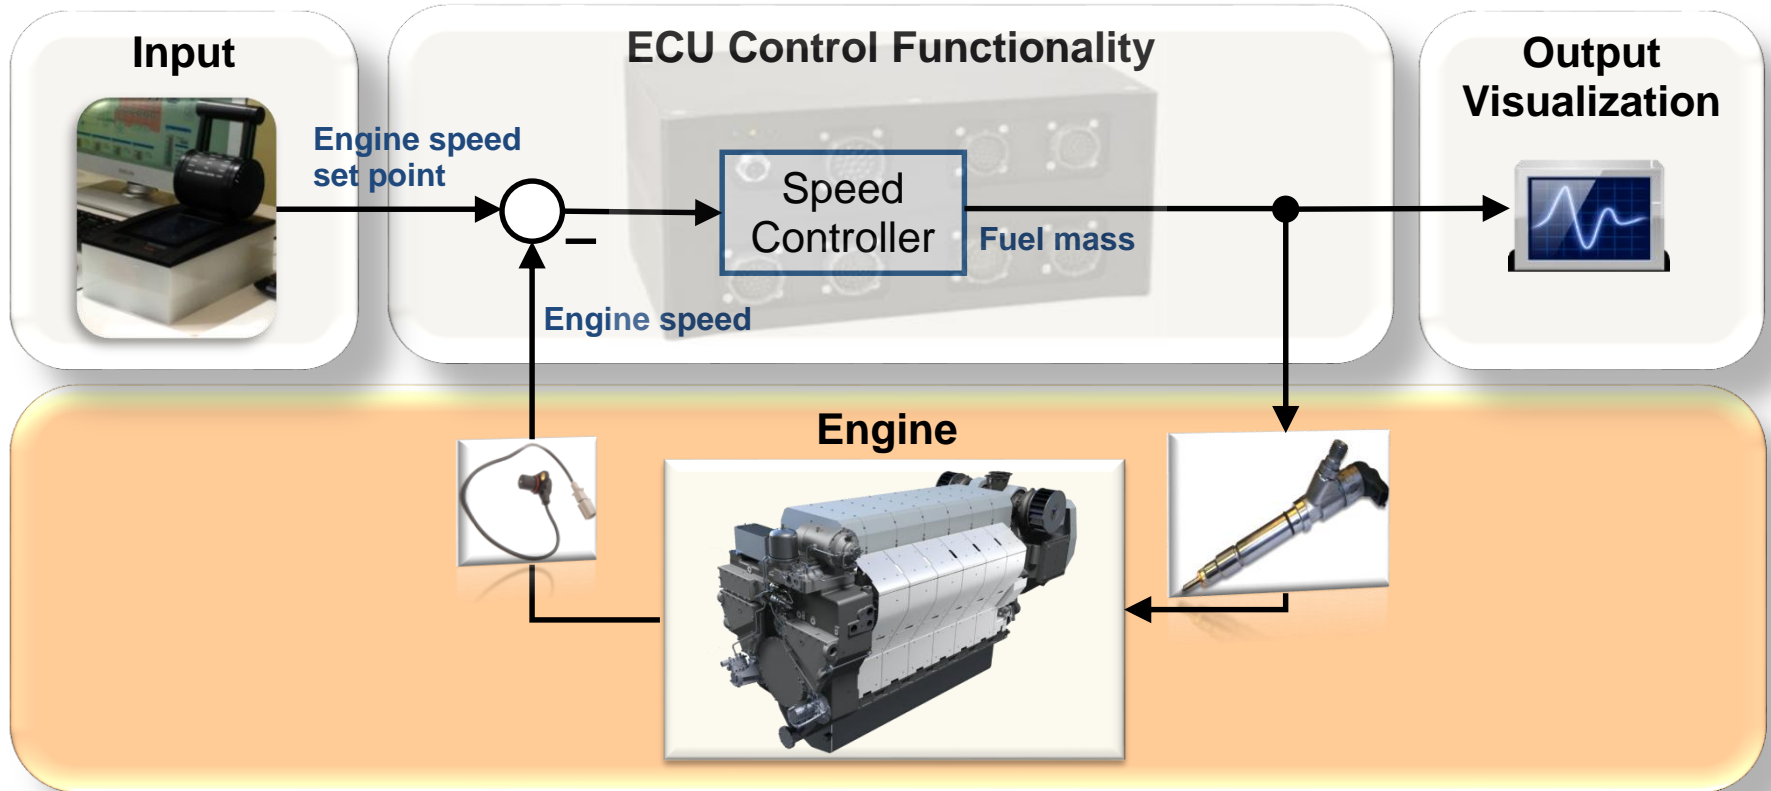 Input
ECU Control Functionality
Output
Visualization
Engine speed
set point
Speed
Controller
Fuel mass
Engine speed
Engine